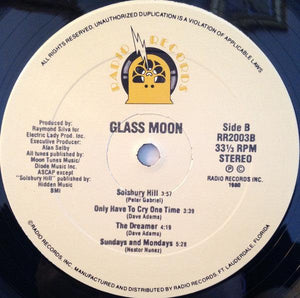 ALL RIGHTS RESERVED. UNAUTHORIZED DUPLICATION IS A VIOLATION OF APPLICABLE LAWS
RADIO RECORDS
GLASS MOON
Side B
RR2003B
33⅓ RPM
STEREO
Ⓟ ©
RADIO RECORDS INC.
1980
Produced by:
Raymond Silva for
Electric Lady Prod. Inc.
Executive Producer:
Alan Salby
All tunes published by:
Moon Tunes Music/
Diode Music Inc.
ASCAP except
"Solsbury Hill" published by:
Hidden Music
BMI
Solsbury Hill 3:57
(Peter Gabriel)
Only Have To Cry One Time 3:39
(Dave Adams)
The Dreamer 4:19
(Dave Adams)
Sundays and Mondays 5:28
(Nestor Nunez)
RADIO RECORDS, INC. MANUFACTURED AND DISTRIBUTED BY RADIO RECORDS, FT. LAUDERDALE, FLORIDA